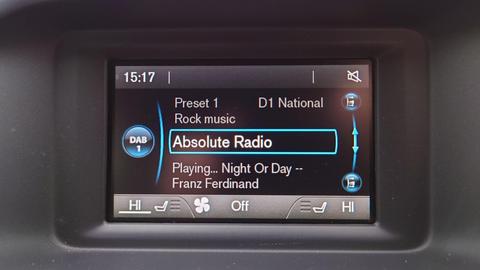 15:17
Preset 1 D1 National
Rock music
DAB
1
Absolute Radio
Playing... Night Or Day --
Franz Ferdinand
HI Off HI